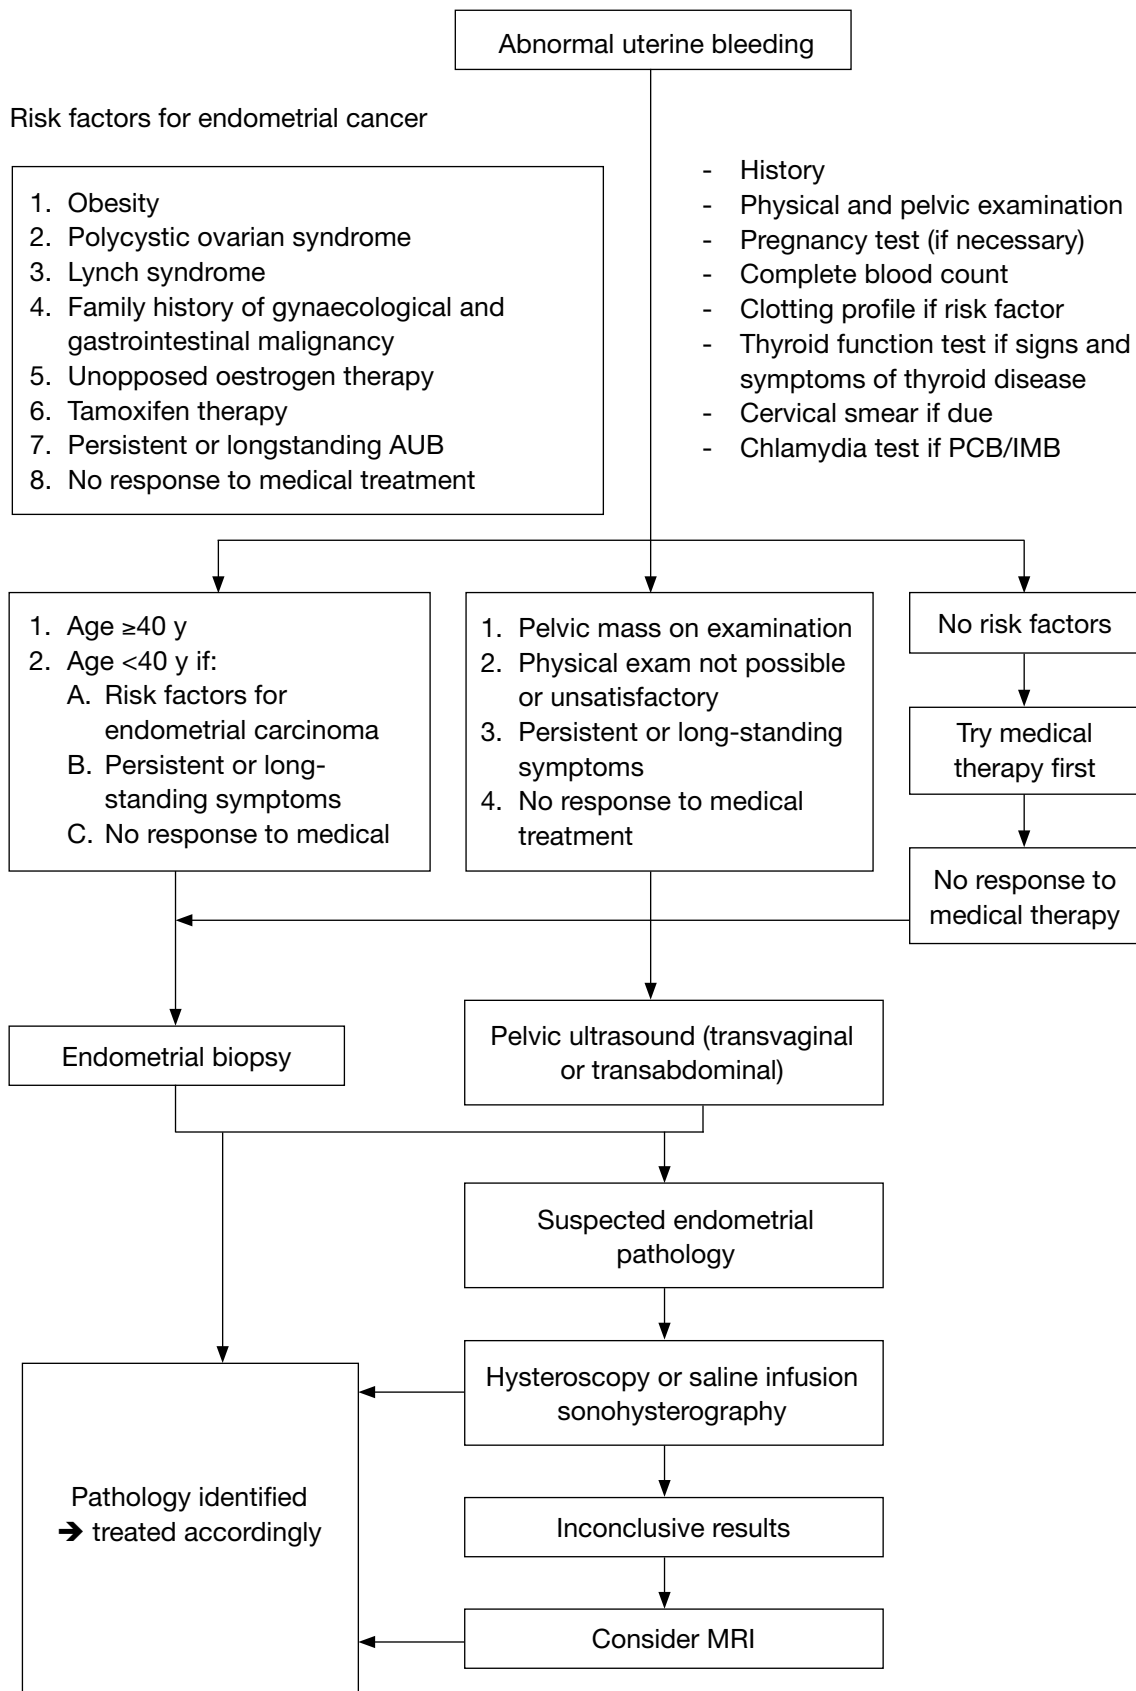 Abnormal uterine bleeding
Risk factors for endometrial cancer
1. Obesity
2. Polycystic ovarian syndrome
3. Lynch syndrome
4. Family history of gynaecological and
gastrointestinal malignancy
5. Unopposed oestrogen therapy
6. Tamoxifen therapy
7. Persistent or longstanding AUB
8. No response to medical treatment
- History
- Physical and pelvic examination
- Pregnancy test (if necessary)
- Complete blood count
- Clotting profile if risk factor
- Thyroid function test if signs and
symptoms of thyroid disease
- Cervical smear if due
- Chlamydia test if PCB/IMB
1. Age ≥40 y
2. Age <40 y if:
A. Risk factors for
endometrial carcinoma
B. Persistent or long-
standing symptoms
C. No response to medical
1. Pelvic mass on examination
2. Physical exam not possible
or unsatisfactory
3. Persistent or long-standing
symptoms
4. No response to medical
treatment
No risk factors
Try medical
therapy first
No response to
medical therapy
Endometrial biopsy
Pelvic ultrasound (transvaginal
or transabdominal)
Suspected endometrial
pathology
Hysteroscopy or saline infusion
sonohysterography
Pathology identified
➔ treated accordingly
Inconclusive results
Consider MRI